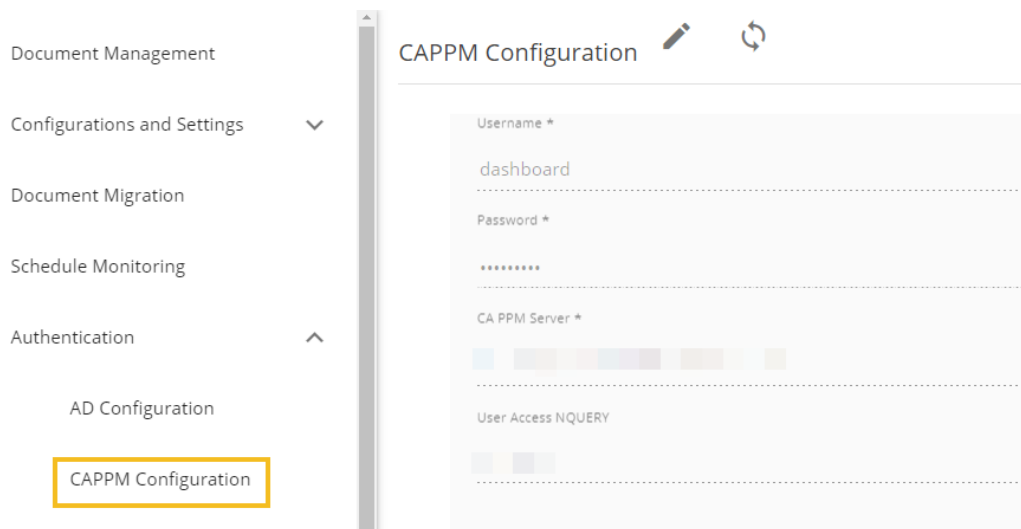 Document Management
Configurations and Settings
Document Migration
Schedule Monitoring
Authentication
AD Configuration
CAPPM Configuration
CAPPM Configuration
Username *
dashboard
Password *
•••••••••
CA PPM Server *
User Access NQUERY